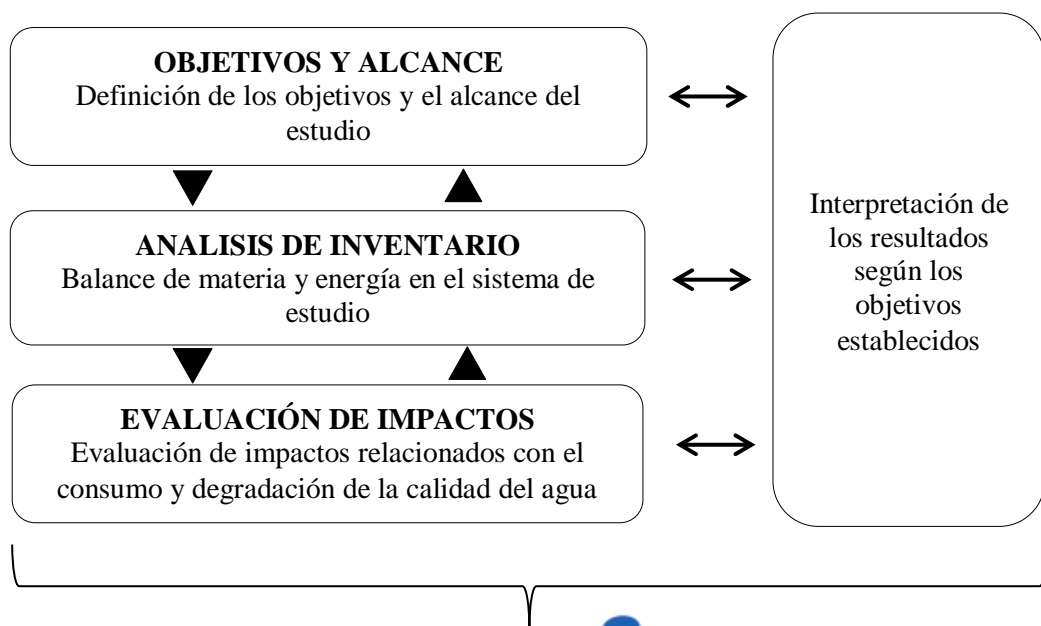 OBJETIVOS Y ALCANCE
Definición de los objetivos y el alcance del
estudio
ANALISIS DE INVENTARIO
Balance de materia y energía en el sistema de
estudio
EVALUACIÓN DE IMPACTOS
Evaluación de impactos relacionados con el
consumo y degradación de la calidad del agua
Interpretación de
los resultados
según los
objetivos
establecidos